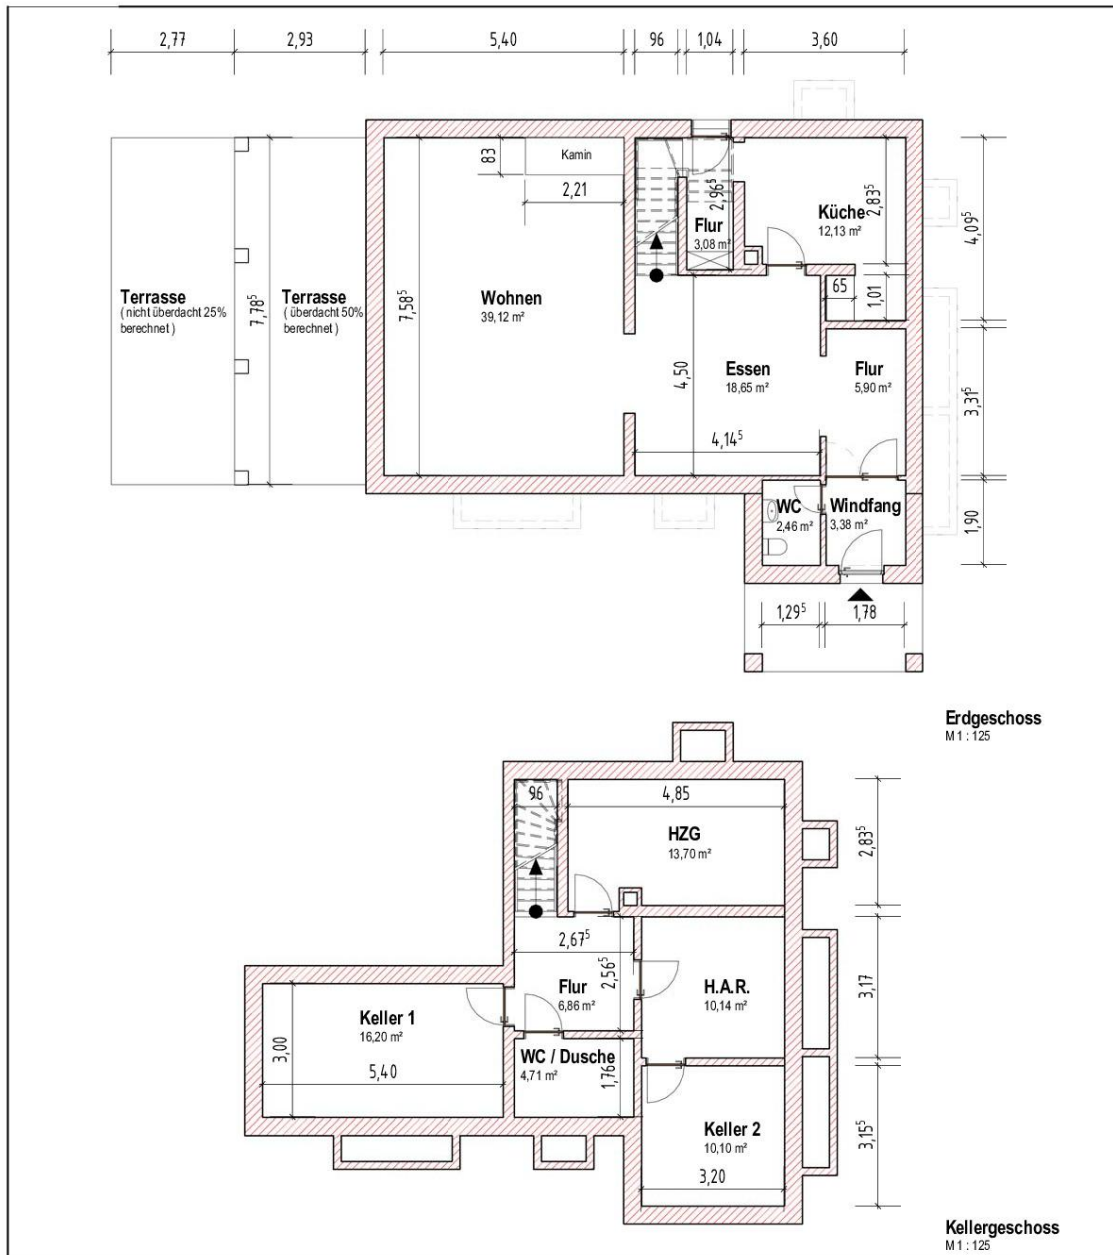 2,77 2,93 5,40 96 1,04 3,60
83
Kamin
2,21
2,96⁵
Flur
3,08 m²
Küche
12,13 m²
2,83⁵
4,09⁵
65
1,01
Terrasse
( nicht überdacht 25%
berechnet )
7,78⁵
Terrasse
( überdacht 50%
berechnet )
7,58⁵
Wohnen
39,12 m²
4,50
Essen
18,65 m²
4,14⁵
Flur
5,90 m²
3,31⁵
WC
2,46 m²
Windfang
3,38 m²
1,90
1,29⁵ 1,78
Erdgeschoss
M 1 : 125
96
4,85
HZG
13,70 m²
2,83⁵
2,67⁵
2,56⁵
Flur
6,86 m²
H.A.R.
10,14 m²
3,17
Keller 1
16,20 m²
3,00
5,40
WC / Dusche
4,71 m²
1,76
Keller 2
10,10 m²
3,20
3,15⁵
Kellergeschoss
M 1 : 125